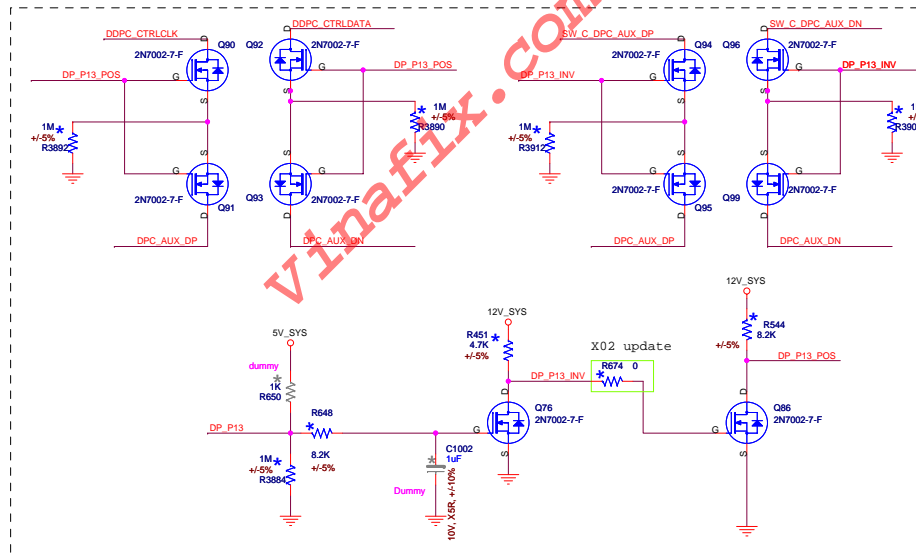 DDPC_CTRLCLK
Q90
2N7002-7-F
D
G
S
DP_P13_POS
1M
+/-5%
R3892
S
G
D
2N7002-7-F
Q91
DPC_AUX_DP
DDPC_CTRLDATA
Q92
D
2N7002-7-F
G
S
DP_P13_POS
1M
+/-5%
R3890
S
G
D
Q93
2N7002-7-F
DPC_AUX_DN
SW_C_DPC_AUX_DP
Q94
2N7002-7-F
D
G
S
DP_P13_INV
1M
+/-5%
R3912
S
G
D
2N7002-7-F
Q95
DPC_AUX_DP
SW_C_DPC_AUX_DN
Q96
D
2N7002-7-F
G
S
DP_P13_INV
1M
+/-
R390
S
G
D
Q99
2N7002-7-F
DPC_AUX_DN
vinafix.com
5V_SYS
dummy
1K
R650
DP_P13
R648
8.2K
+/-5%
1M
+/-5%
R3884
C1002
1uF
Dummy
10V, X5R, +/-10%
12V_SYS
R451
4.7K
+/-5%
DP_P13_INV
D
Q76
2N7002-7-F
G
S
X02 update
R674 0
12V_SYS
R544
8.2K
+/-5%
DP_P13_POS
D
Q86
2N7002-7-F
G
S